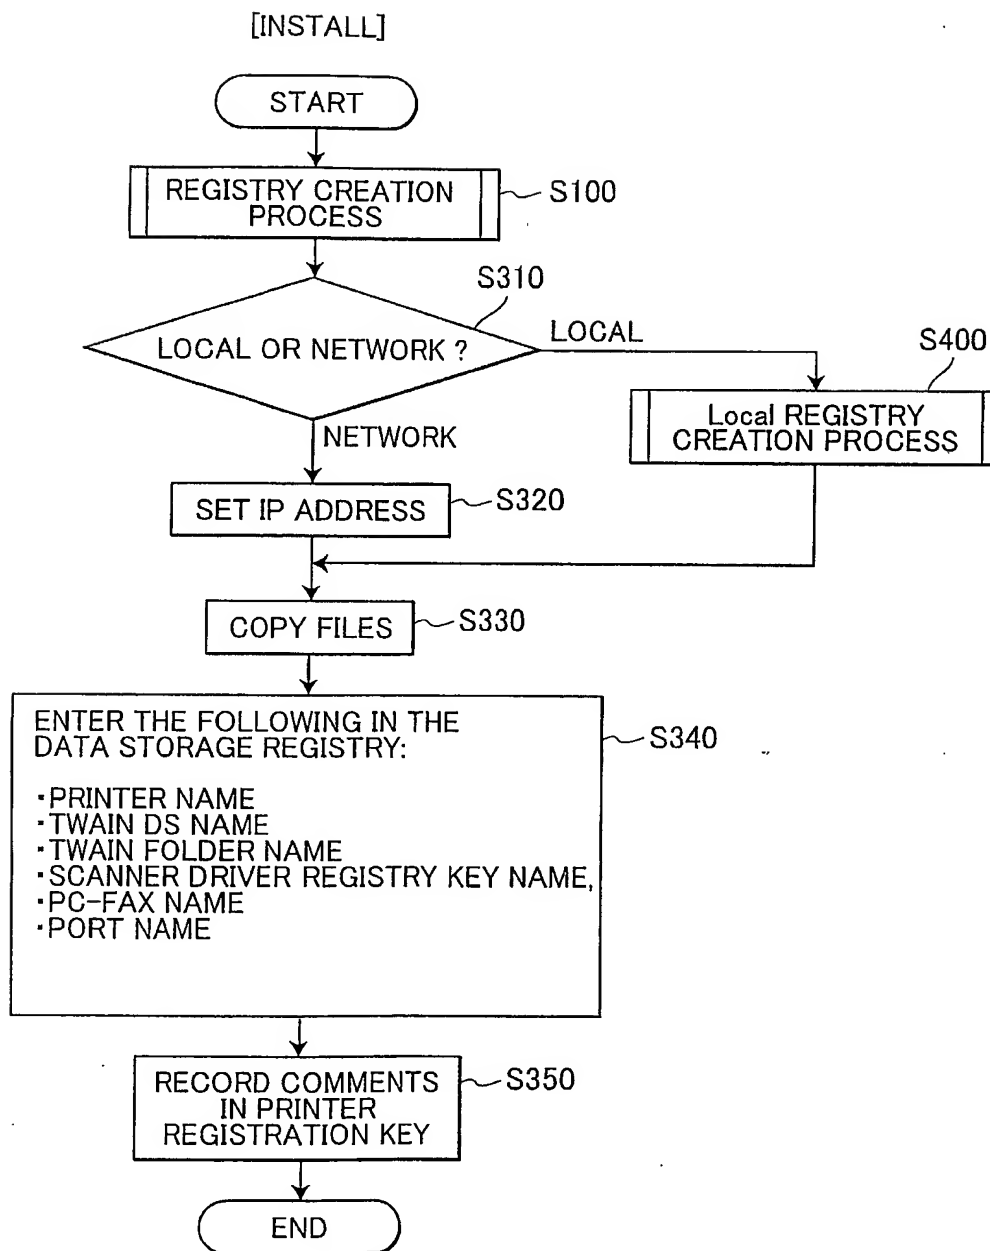 [INSTALL]
START
REGISTRY CREATION
PROCESS
S100
S310
LOCAL OR NETWORK ?
LOCAL
S400
Local REGISTRY
CREATION PROCESS
NETWORK
SET IP ADDRESS
S320
COPY FILES
S330
ENTER THE FOLLOWING IN THE
DATA STORAGE REGISTRY:
S340
・PRINTER NAME
・TWAIN DS NAME
・TWAIN FOLDER NAME
・SCANNER DRIVER REGISTRY KEY NAME,
・PC-FAX NAME
・PORT NAME
RECORD COMMENTS
IN PRINTER
REGISTRATION KEY
S350
END